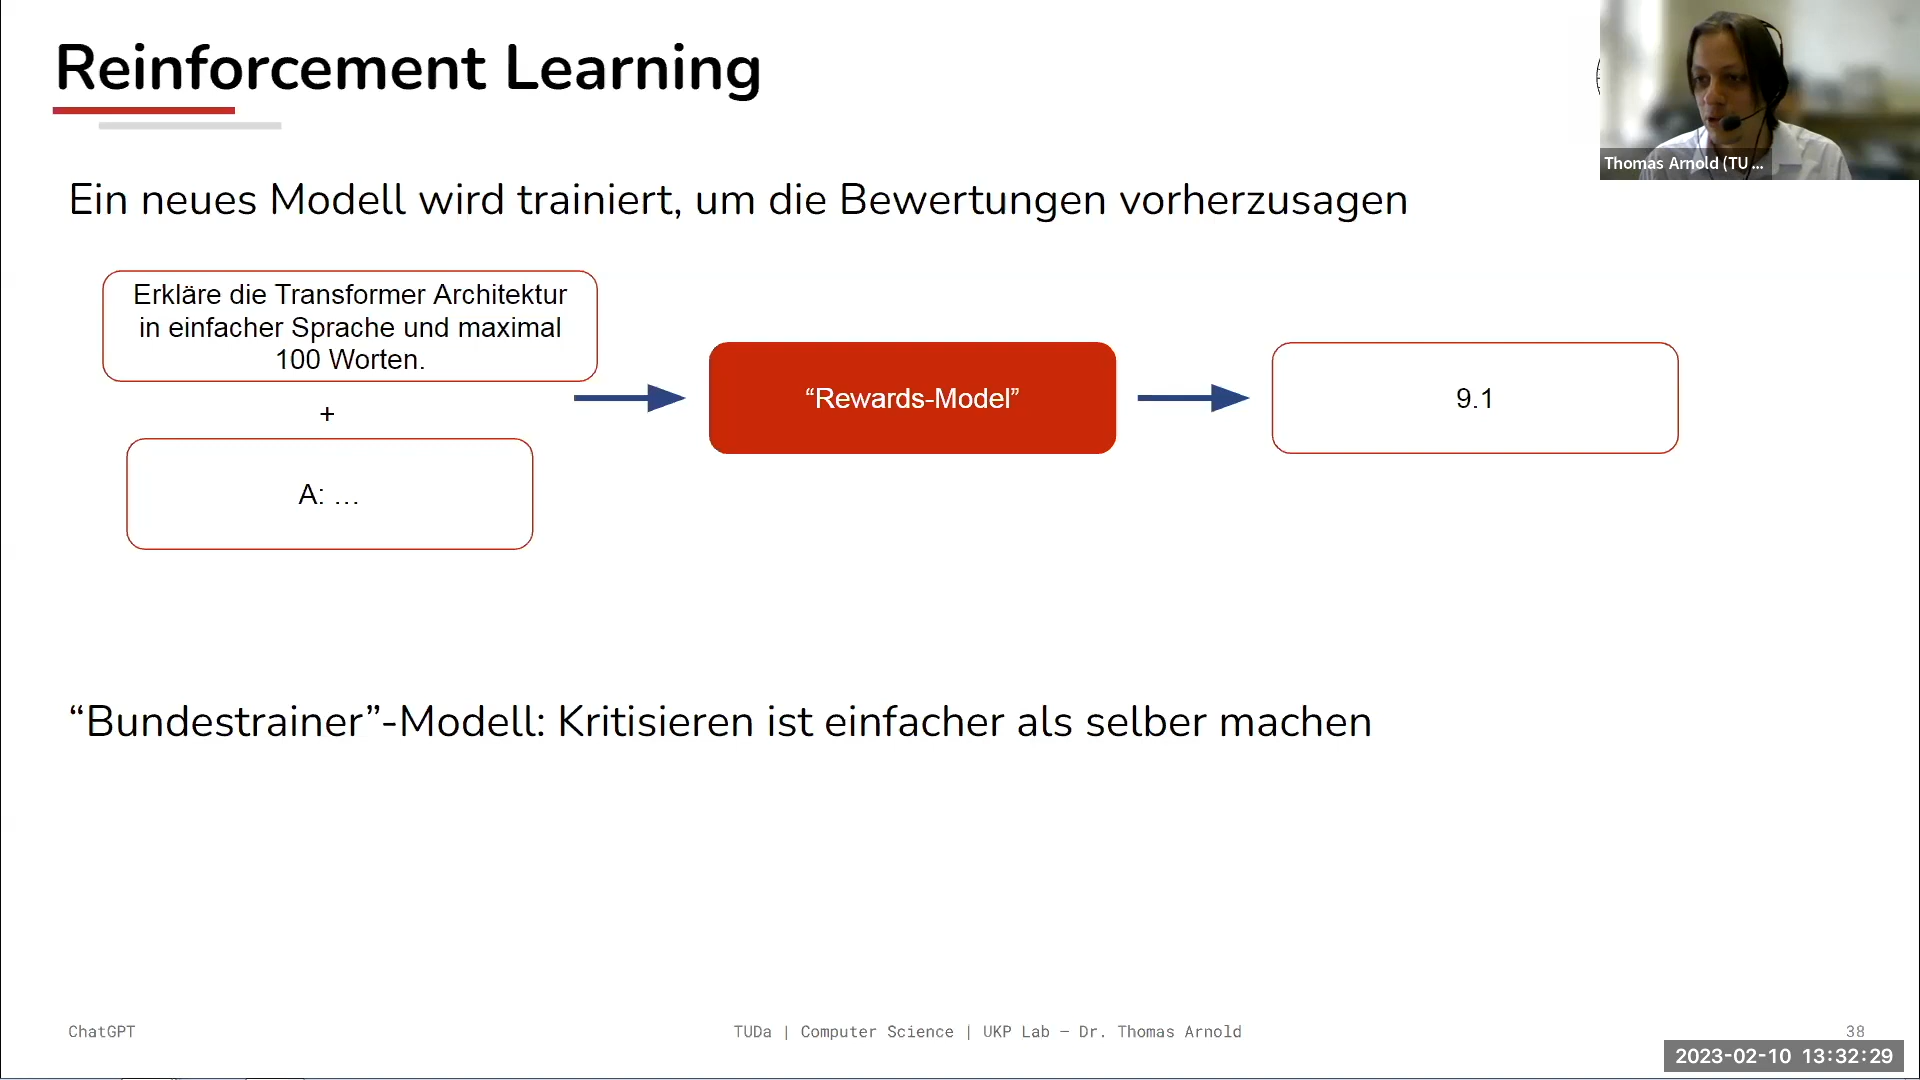 Reinforcement Learning
Thomas Arnold (TU ...
Ein neues Modell wird trainiert, um die Bewertungen vorherzusagen
Erkläre die Transformer Architektur
in einfacher Sprache und maximal
100 Worten.
+
A: …
“Rewards-Model”
9.1
“Bundestrainer”-Modell: Kritisieren ist einfacher als selber machen
ChatGPT
TUDa | Computer Science | UKP Lab – Dr. Thomas Arnold
38
2023-02-10 13:32:29